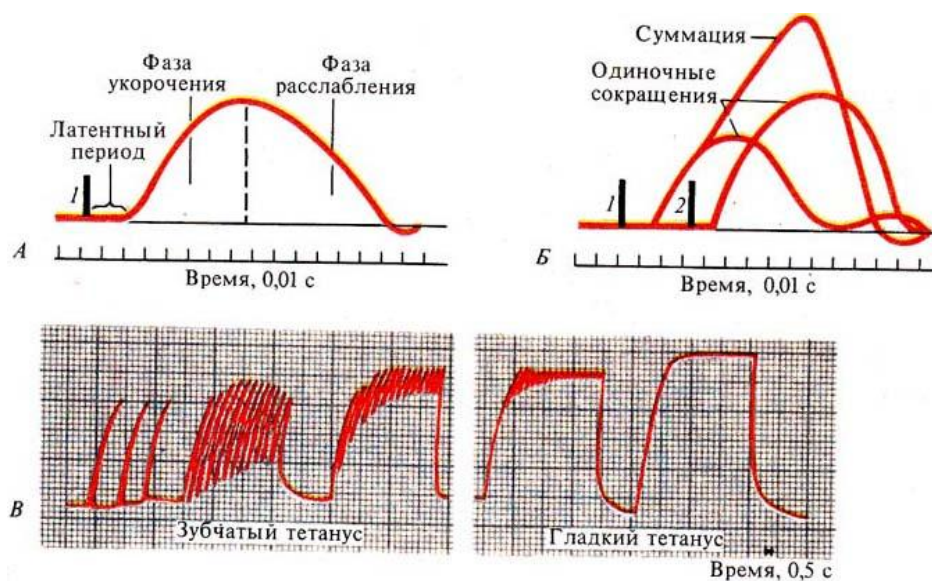 Фаза
укорочения
Фаза
расслабления
Латентный
период
1
А
Время, 0,01 с
Суммация
Одиночные
сокращения
1
2
Б
Время, 0,01 с
В
Зубчатый тетанус
Гладкий тетанус
Время, 0,5 с